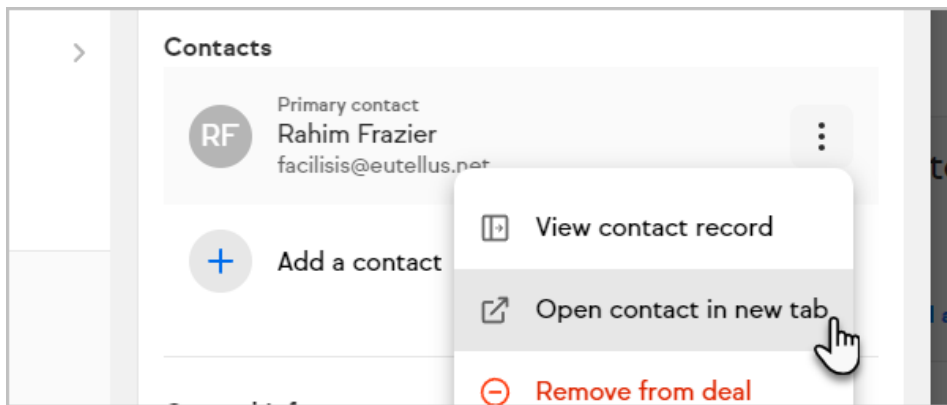 Contacts
RF
Primary contact
Rahim Frazier
facilisis@eutellus.net
View contact record
Add a contact
Open contact in new tab
Remove from deal